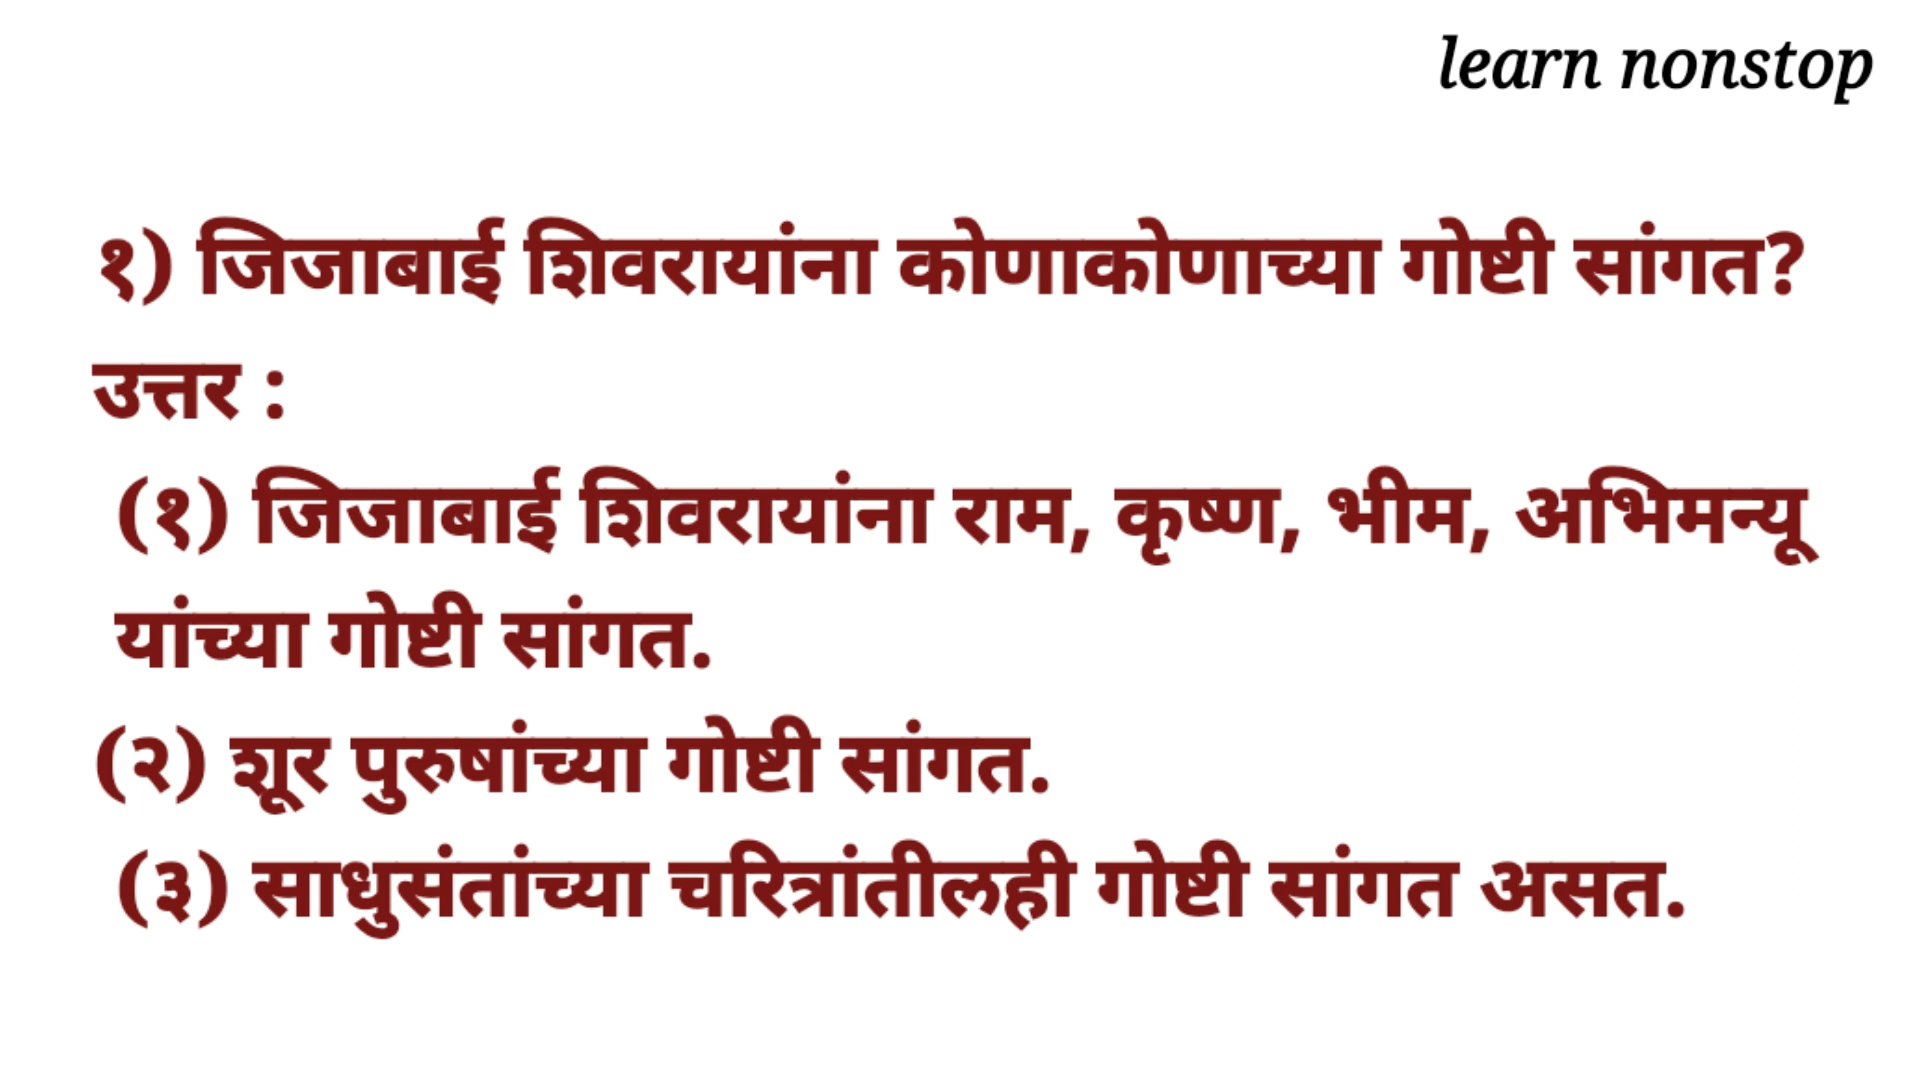 learn nonstop
१) जिजाबाई शिवरायांना कोणाकोणाच्या गोष्टी सांगत?
उत्तर :
(१) जिजाबाई शिवरायांना राम, कृष्ण, भीम, अभिमन्यू
यांच्या गोष्टी सांगत.
(२) शूर पुरुषांच्या गोष्टी सांगत.
(३) साधुसंतांच्या चरित्रांतीलही गोष्टी सांगत असत.